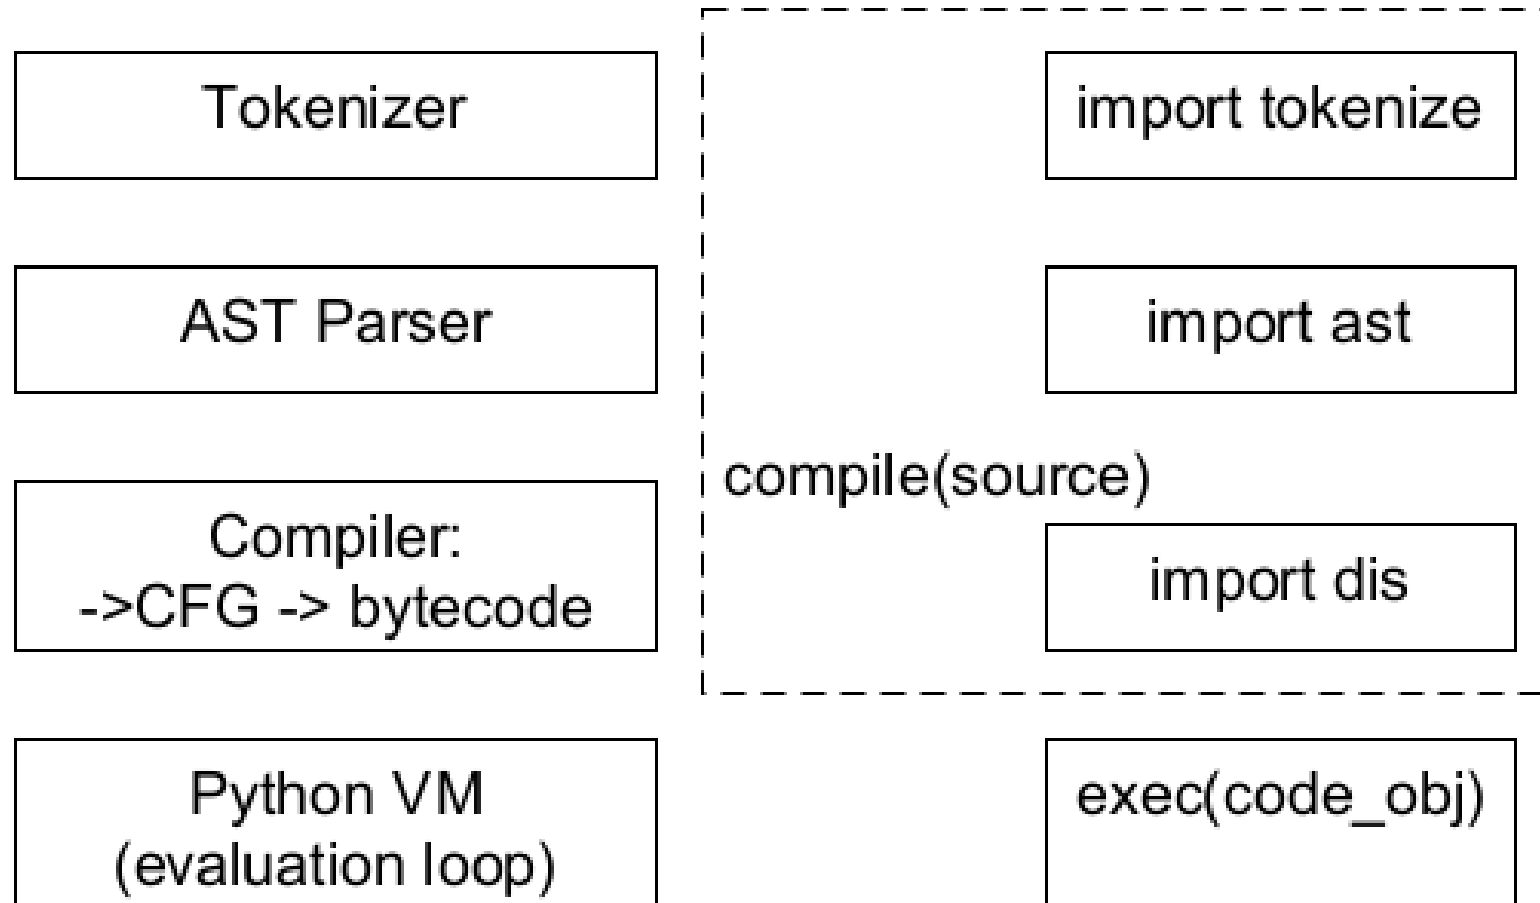 Tokenizer
import tokenize
AST Parser
import ast
compile(source)
Compiler:
->CFG -> bytecode
import dis
Python VM
(evaluation loop)
exec(code_obj)